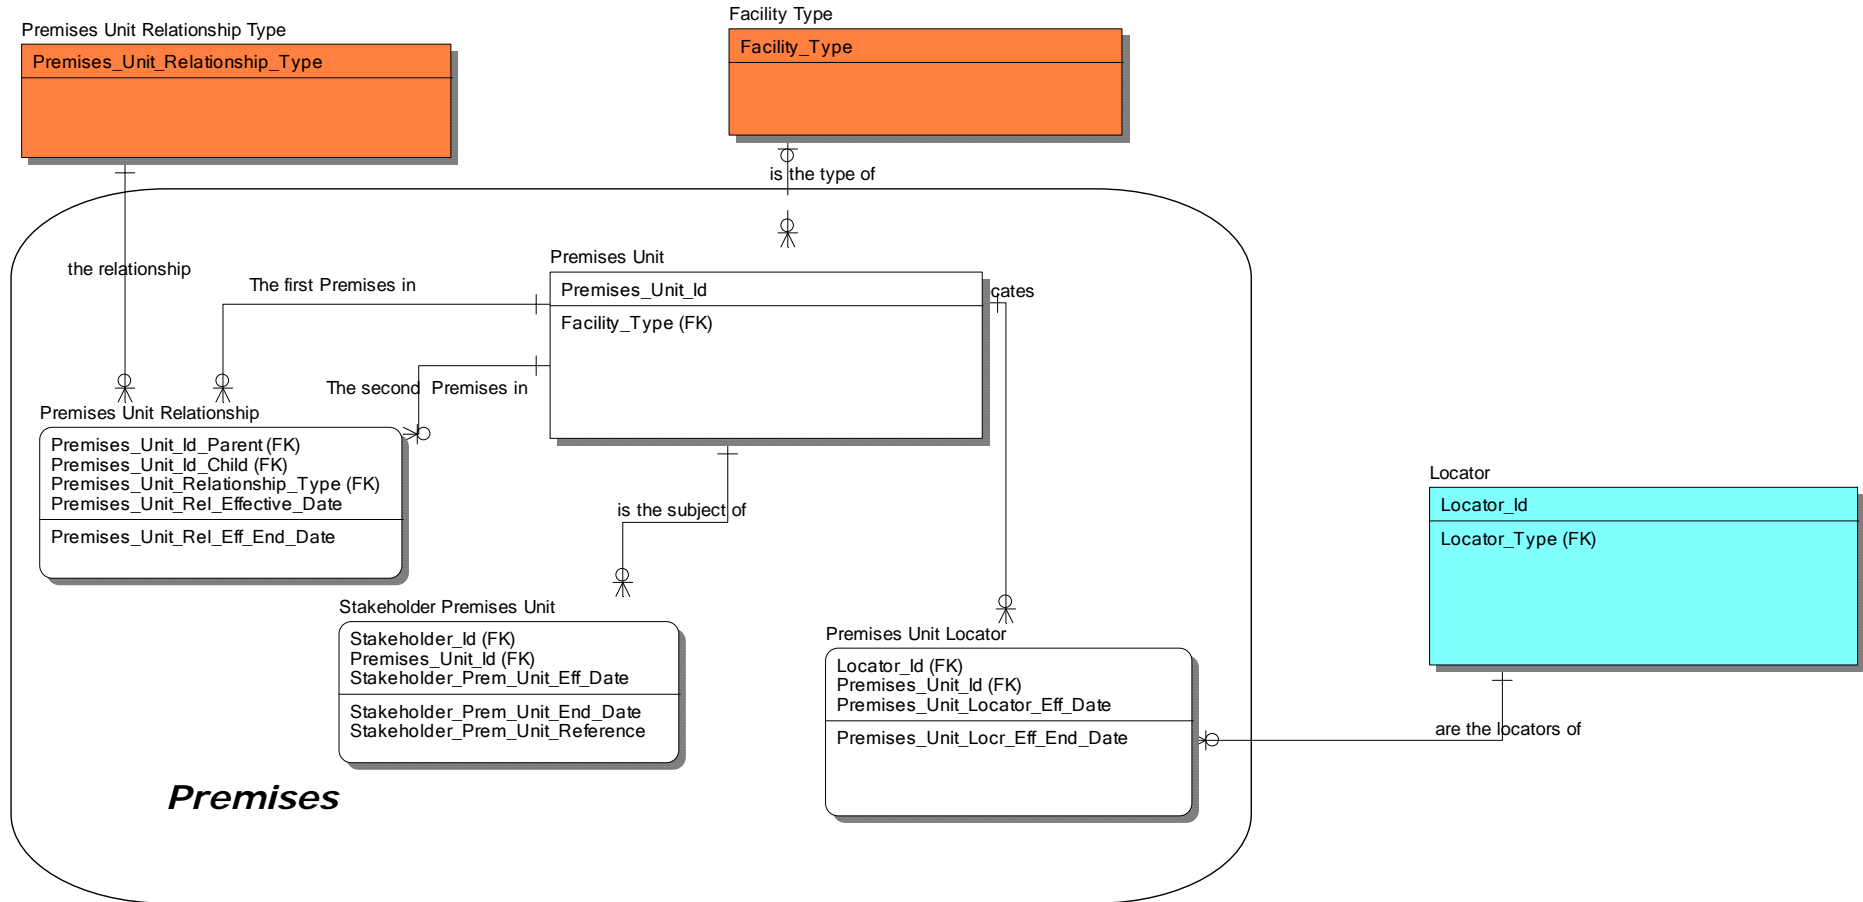 Facility Type
Premises Unit Relationship Type
Facility_Type
Premises_Unit_Relationship_Type
is the type of
Premises Unit
the relationship
The first Premises in
Premises_Unit_Id
cates
Facility_Type (FK)
The second Premises in
Premises Unit Relationship
Premises_Unit_Id_Parent (FK)
Premises_Unit_Id_Child (FK)
Premises_Unit_Relationship_Type (FK)
Premises_Unit_Rel_Effective_Date
Premises_Unit_Rel_Eff_End_Date
is the subject of
Locator
Locator_Id
Locator_Type (FK)
Stakeholder Premises Unit
Stakeholder_Id (FK)
Premises_Unit_Id (FK)
Stakeholder_Prem_Unit_Eff_Date
Stakeholder_Prem_Unit_End_Date
Stakeholder_Prem_Unit_Reference
Premises Unit Locator
Locator_Id (FK)
Premises_Unit_Id (FK)
Premises_Unit_Locator_Eff_Date
Premises_Unit_Locr_Eff_End_Date
are the locators of
Premises